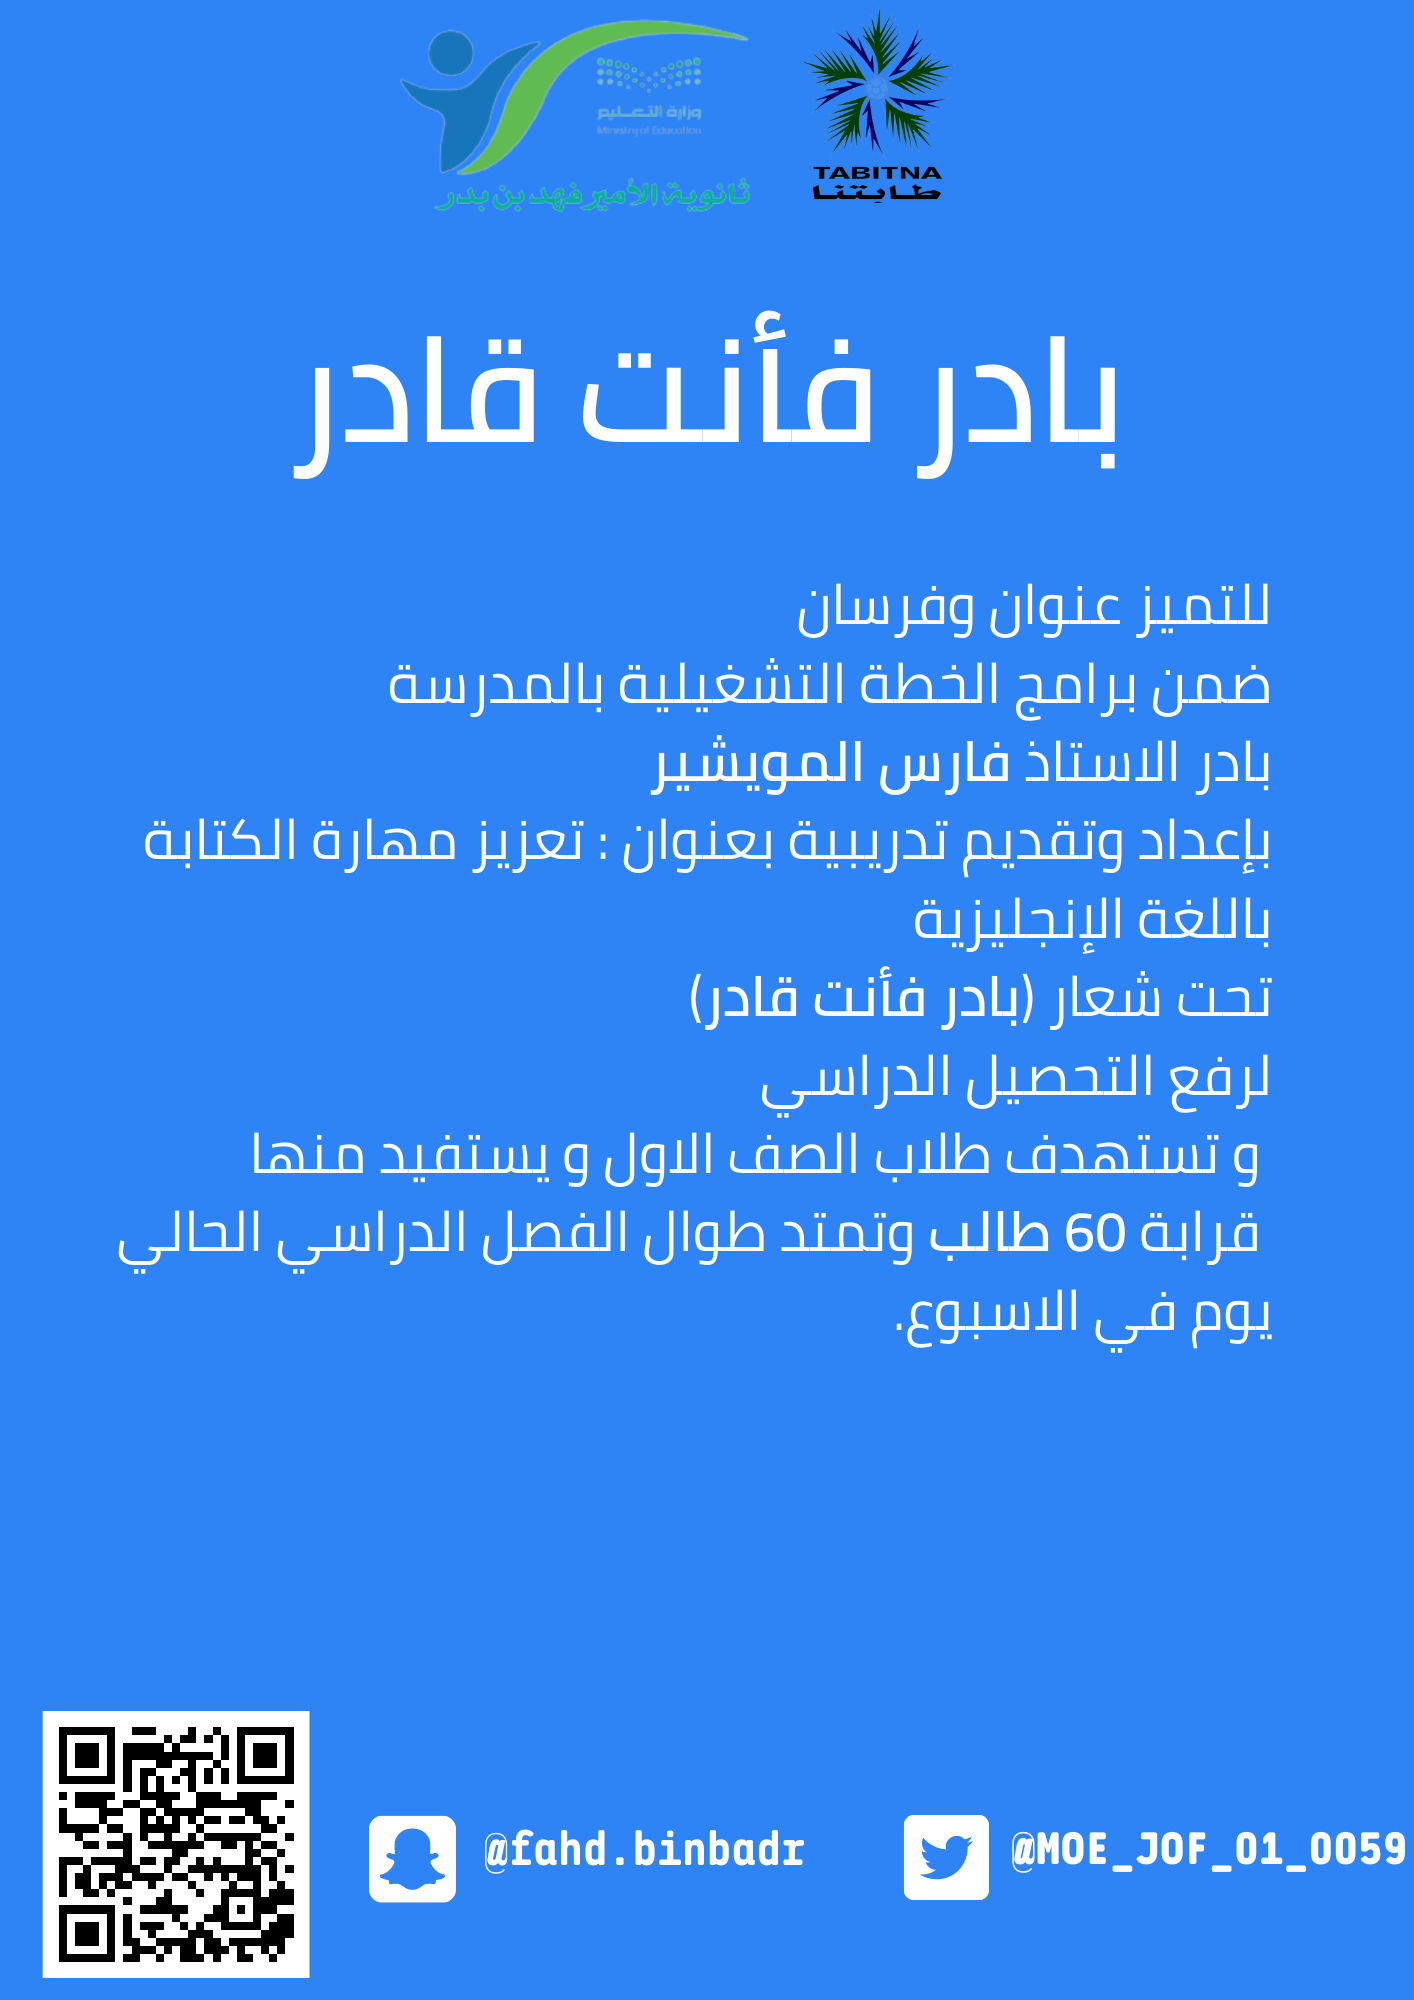 وزارة التعليم
Ministry of Education
ثانوية الأمير فهد بن بدر
TABITNA
طابتنا
بادر فأنت قادر
للتميز عنوان وفرسان
ضمن برامج الخطة التشغيلية بالمدرسة
بادر الاستاذ فارس المويشير
بإعداد وتقديم تدريبية بعنوان : تعزيز مهارة الكتابة
باللغة الإنجليزية
تحت شعار (بادر فأنت قادر)
لرفع التحصيل الدراسي
و تستهدف طلاب الصف الاول و يستفيد منها
قرابة 60 طالب وتمتد طوال الفصل الدراسي الحالي
يوم في الاسبوع.
@fahd.binbadr
@MOE_JOF_01_0059